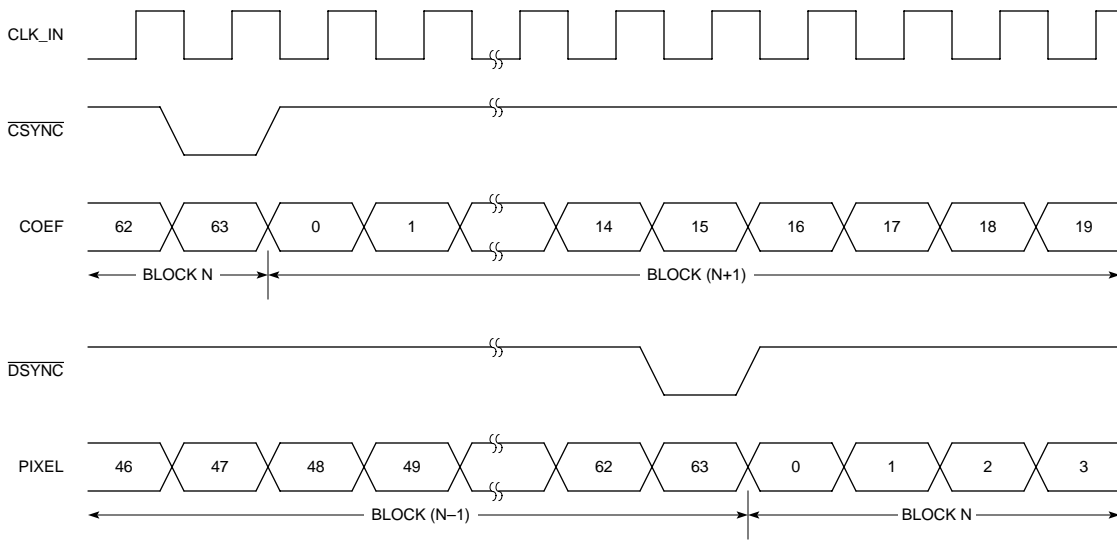 CLK_IN
CSYNC
COEF 62 63 0 1 14 15 16 17 18 19
BLOCK N BLOCK (N+1)
DSYNC
PIXEL 46 47 48 49 62 63 0 1 2 3
BLOCK (N–1) BLOCK N